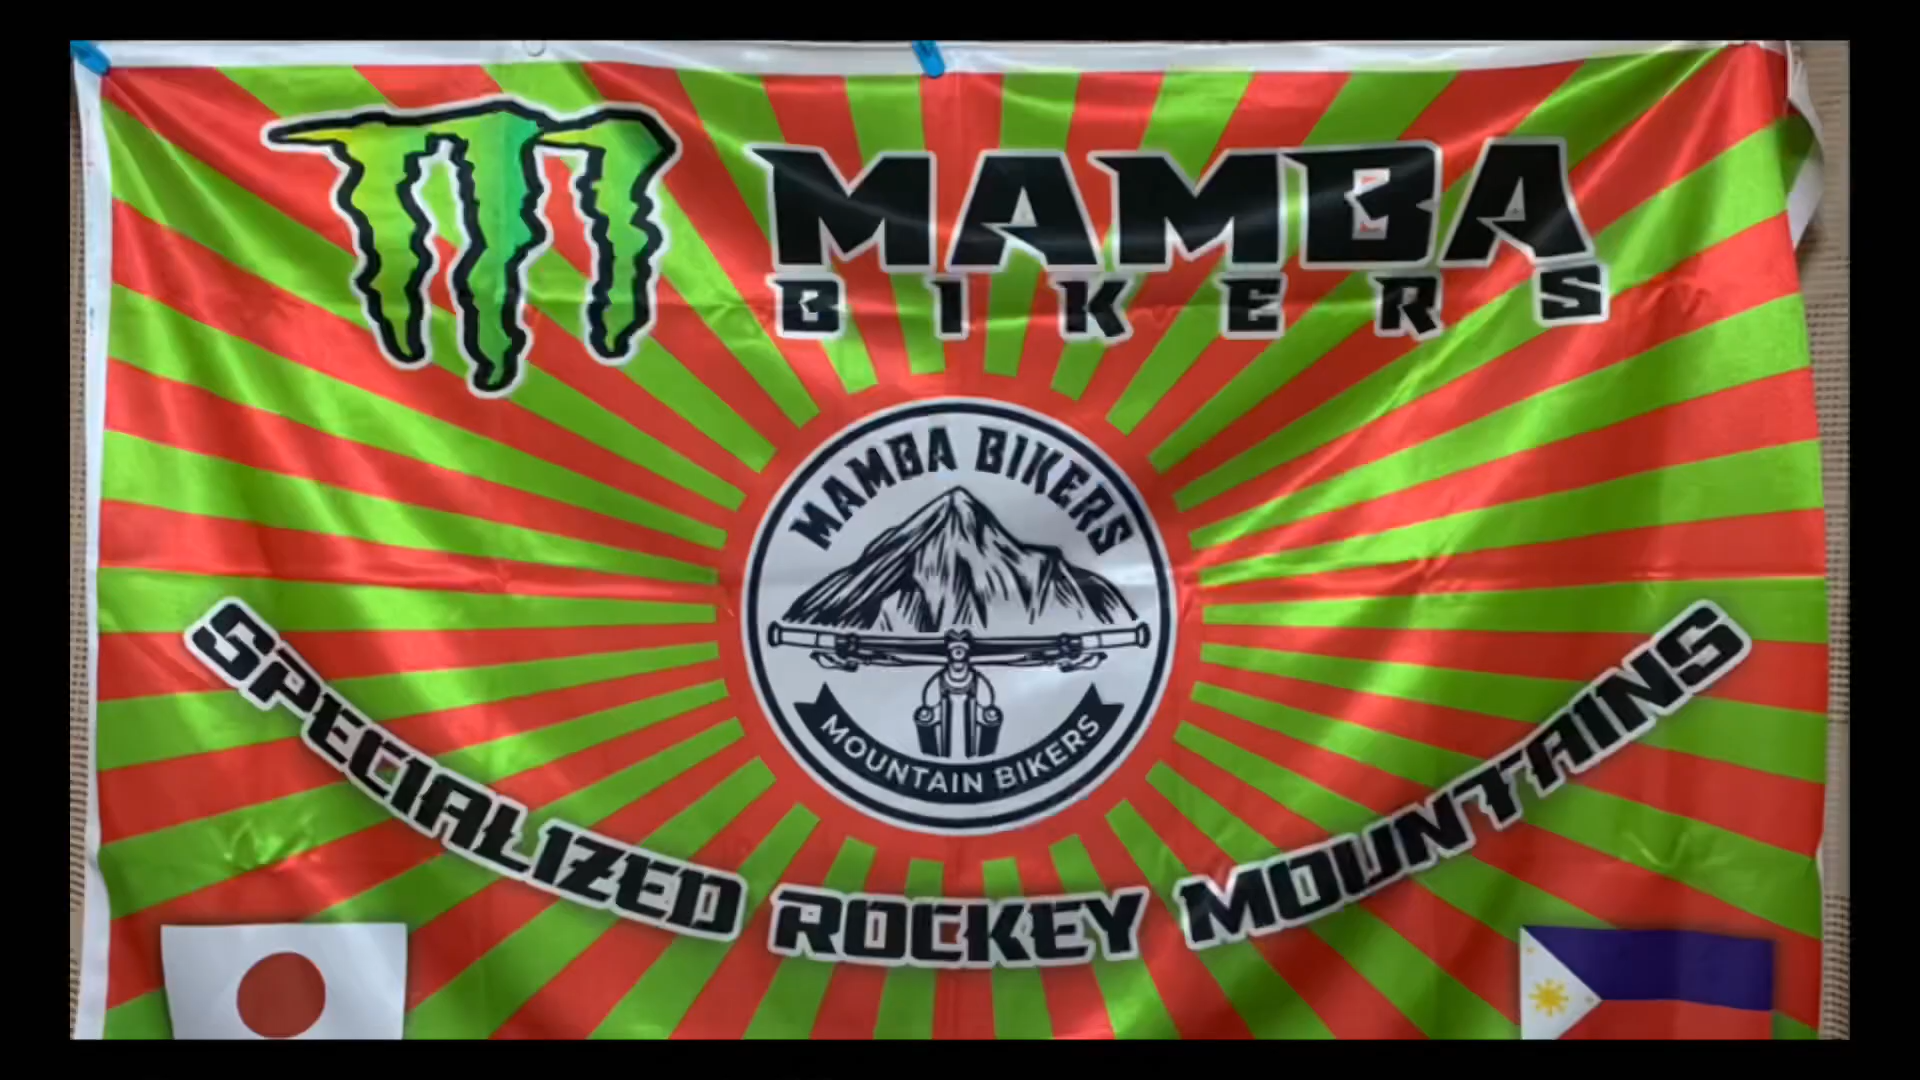 MAMBA
BIKERS
MAMBA BIKERS
MOUNTAIN BIKERS
SPECIALIZED ROCKEY MOUNTAINS